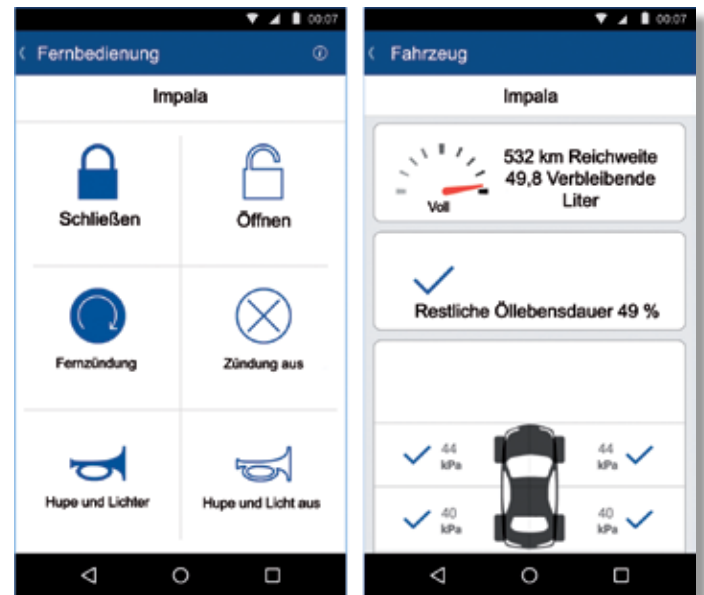 00:07
Fernbedienung
Impala
Schließen
Öffnen
Fernzündung
Zündung aus
Hupe und Lichter
Hupe und Licht aus
00:07
Fahrzeug
Impala
532 km Reichweite
49,8 Verbleibende
Liter
Voll
Restliche Öllebensdauer 49 %
44
kPa
44
kPa
40
kPa
40
kPa